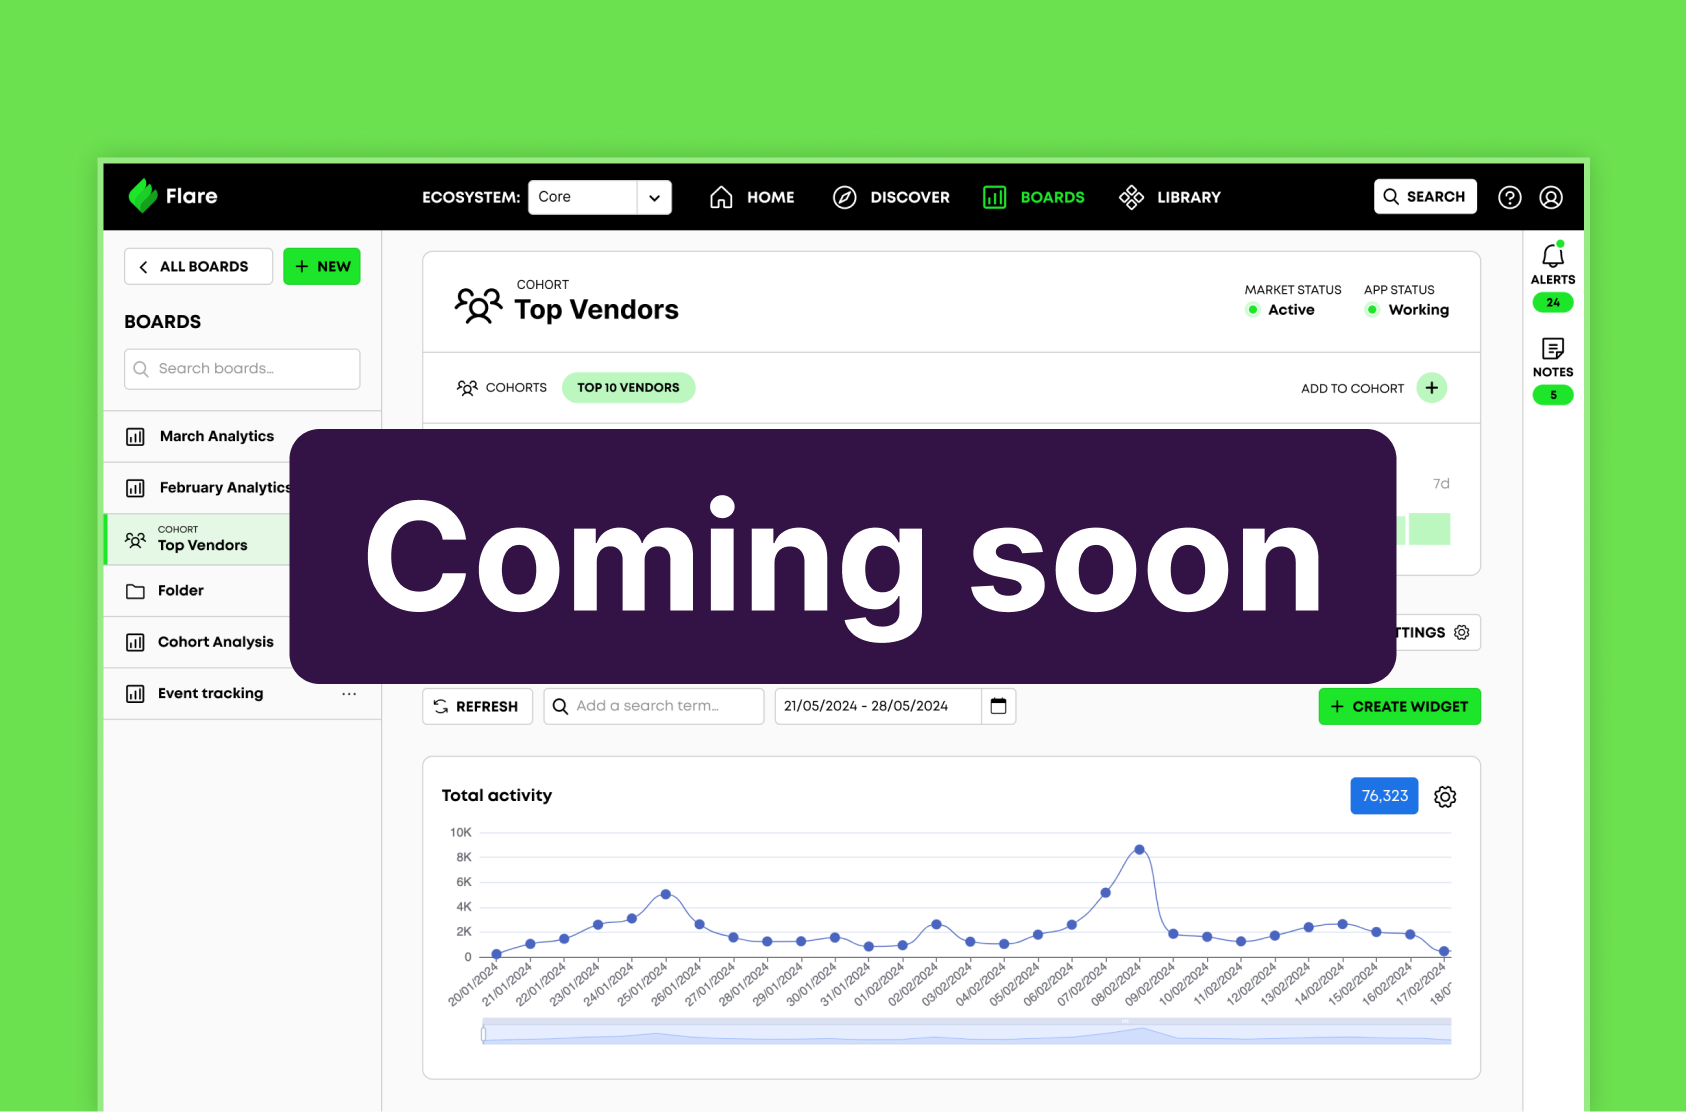 Flare
ECOSYSTEM: Core HOME DISCOVER BOARDS LIBRARY SEARCH
ALL BOARDS + NEW
BOARDS
Search boards...
March Analytics
February Analytics
COHORT
Top Vendors
Folder
Cohort Analysis
Event tracking ...
COHORT
Top Vendors
MARKET STATUS
Active
APP STATUS
Working
COHORTS TOP 10 VENDORS
ADD TO COHORT +
7d
Coming soon
TTINGS
REFRESH Add a search term... 21/05/2024 - 28/05/2024
+ CREATE WIDGET
Total activity 76,323
10K
8K
6K
4K
2K
0
20/01/2024
21/01/2024
22/01/2024
23/01/2024
24/01/2024
25/01/2024
26/01/2024
27/01/2024
28/01/2024
29/01/2024
30/01/2024
31/01/2024
01/02/2024
02/02/2024
03/02/2024
04/02/2024
05/02/2024
06/02/2024
07/02/2024
08/02/2024
09/02/2024
10/02/2024
11/02/2024
12/02/2024
13/02/2024
14/02/2024
15/02/2024
16/02/2024
17/02/2024
18/0
ALERTS
24
NOTES
5